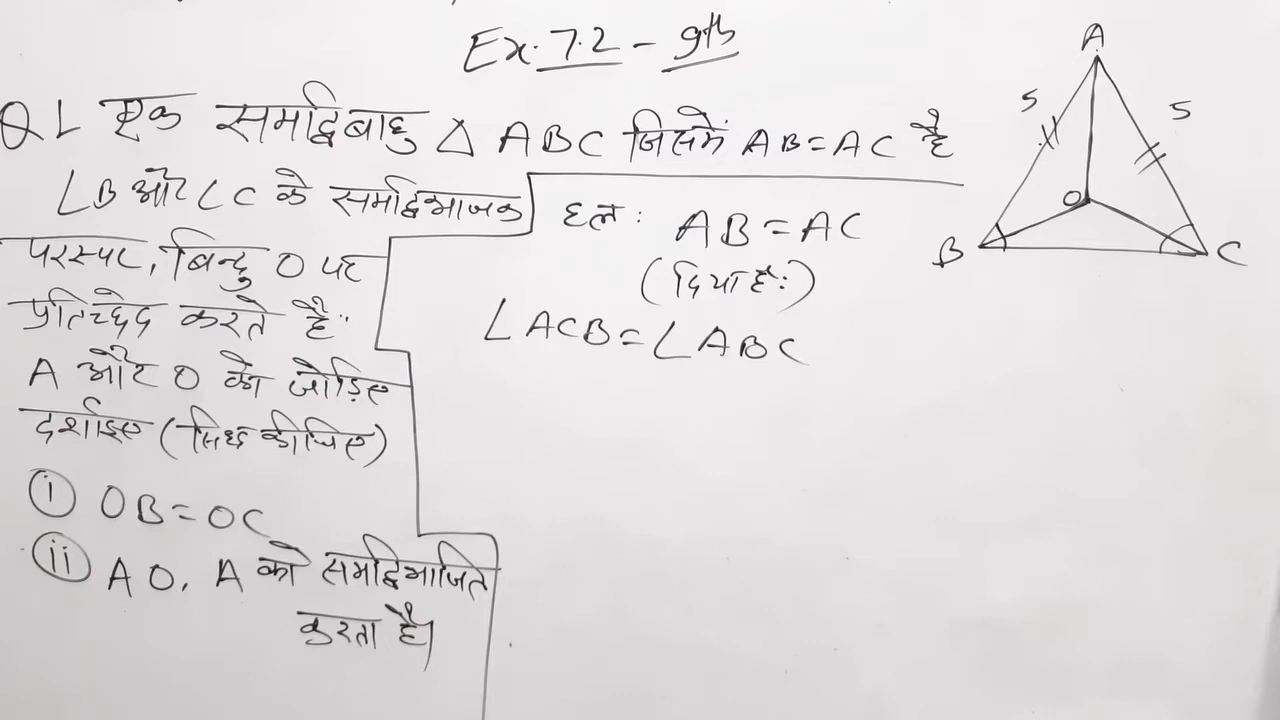 Ex. 7.2 - 9th
Q1 एक समद्विबाहु Δ ABC जिसमें AB=AC है
∠B और ∠C के समद्विभाजक
परस्पर, बिन्दु O पर
प्रतिच्छेद करते है:
A और O को जोड़िए
दर्शाइए (सिध्द कीजिए)
(i) OB=OC
(ii) AO, A को समद्विभाजित
करता है।
हल: AB=AC
(दिया है:)
∠ACB=∠ABC
A
5
5
O
B
C